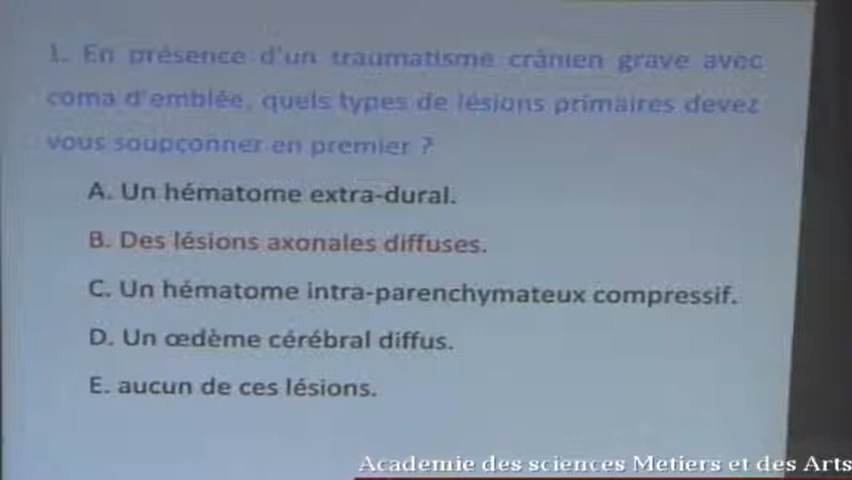 1. En présence d'un traumatisme crânien grave avec
coma d'emblée, quels types de lésions primaires devez
vous soupçonner en premier ?
A. Un hématome extra-dural.
B. Des lésions axonales diffuses.
C. Un hématome intra-parenchymateux compressif.
D. Un œdème cérébral diffus.
E. aucun de ces lésions.
Academie des sciences Metiers et des Arts